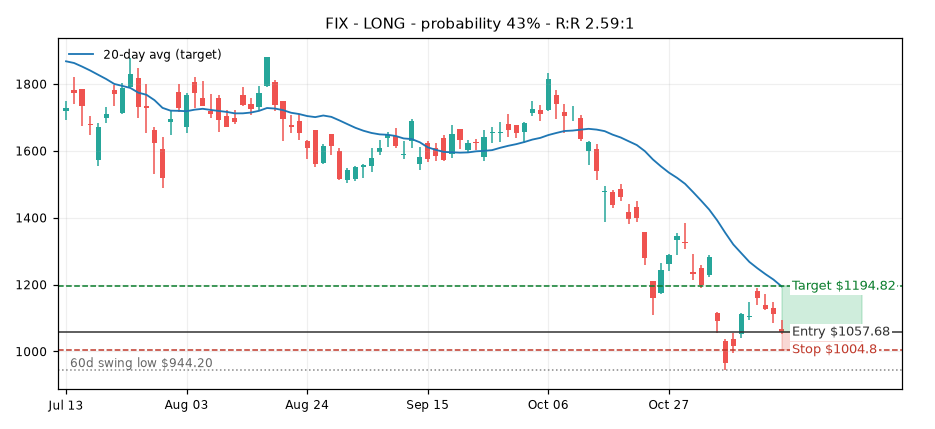 FIX - LONG - probability 43% - R:R 2.59:1
20-day avg (target)
1800
1600
1400
1200
1000
Target $1194.82
Entry $1057.68
Stop $1004.8
60d swing low $944.20
Jul 13
Aug 03
Aug 24
Sep 15
Oct 06
Oct 27